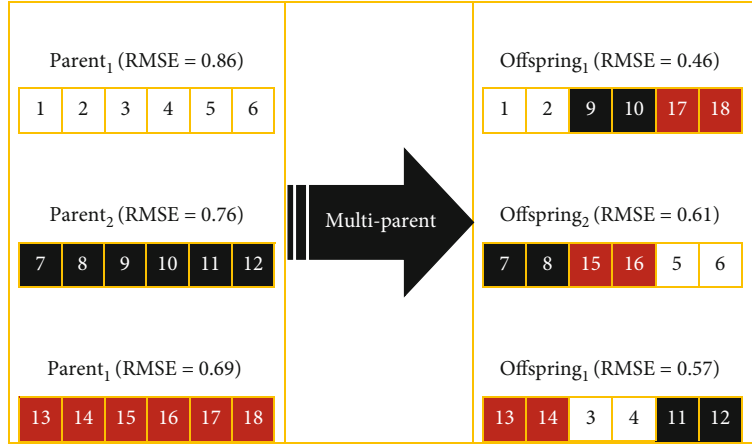 Parent₁ (RMSE = 0.86)
1 2 3 4 5 6
Parent₂ (RMSE = 0.76)
7 8 9 10 11 12
Parent₁ (RMSE = 0.69)
13 14 15 16 17 18
Multi-parent
Offspring₁ (RMSE = 0.46)
1 2 9 10 17 18
Offspring₂ (RMSE = 0.61)
7 8 15 16 5 6
Offspring₁ (RMSE = 0.57)
13 14 3 4 11 12